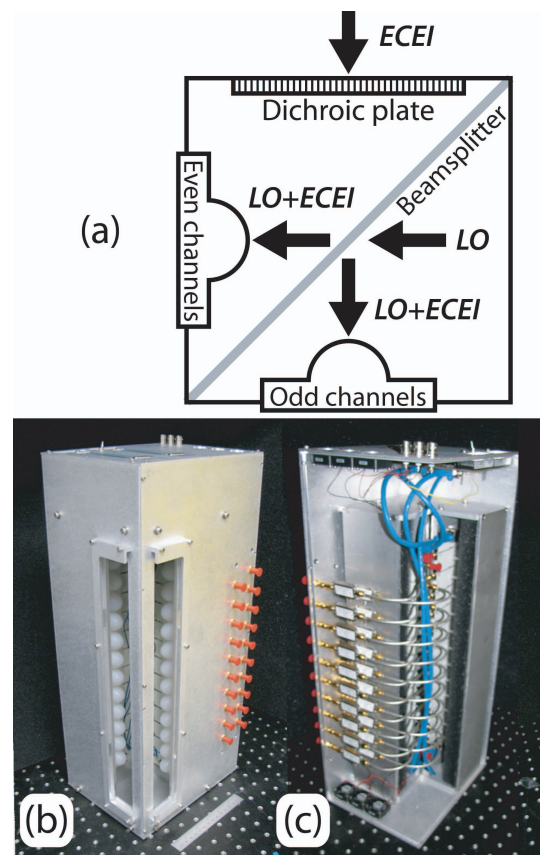 ECEI
Dichroic plate
Beamsplitter
Even channels
LO+ECEI
(a)
LO
LO+ECEI
Odd channels
(b)
(c)